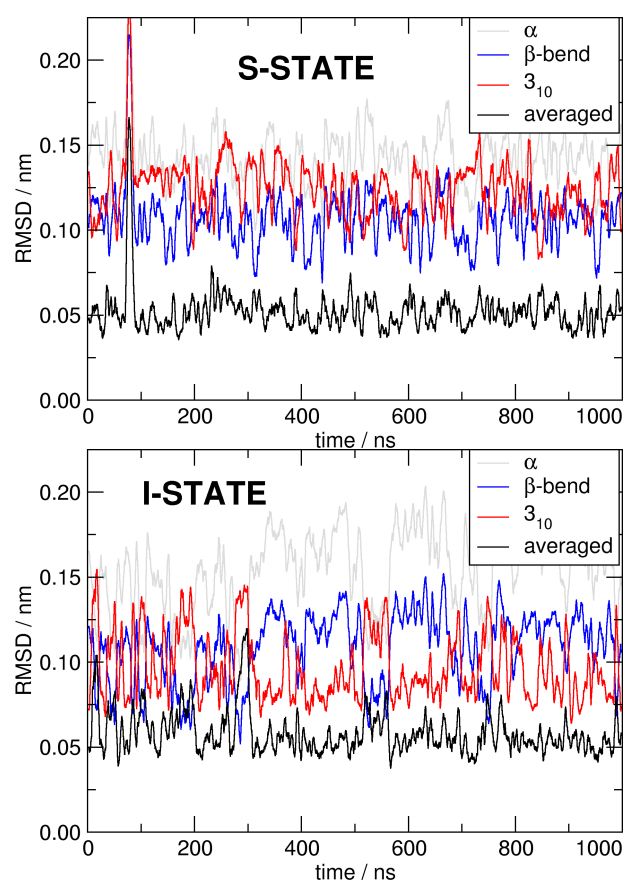 S-STATE
α
β-bend
3₁₀
averaged
RMSD / nm
0.20
0.15
0.10
0.05
0.00
0 200 400 600 800 1000
time / ns
I-STATE
α
β-bend
3₁₀
averaged
RMSD / nm
0.20
0.15
0.10
0.05
0.00
0 200 400 600 800 1000
time / ns